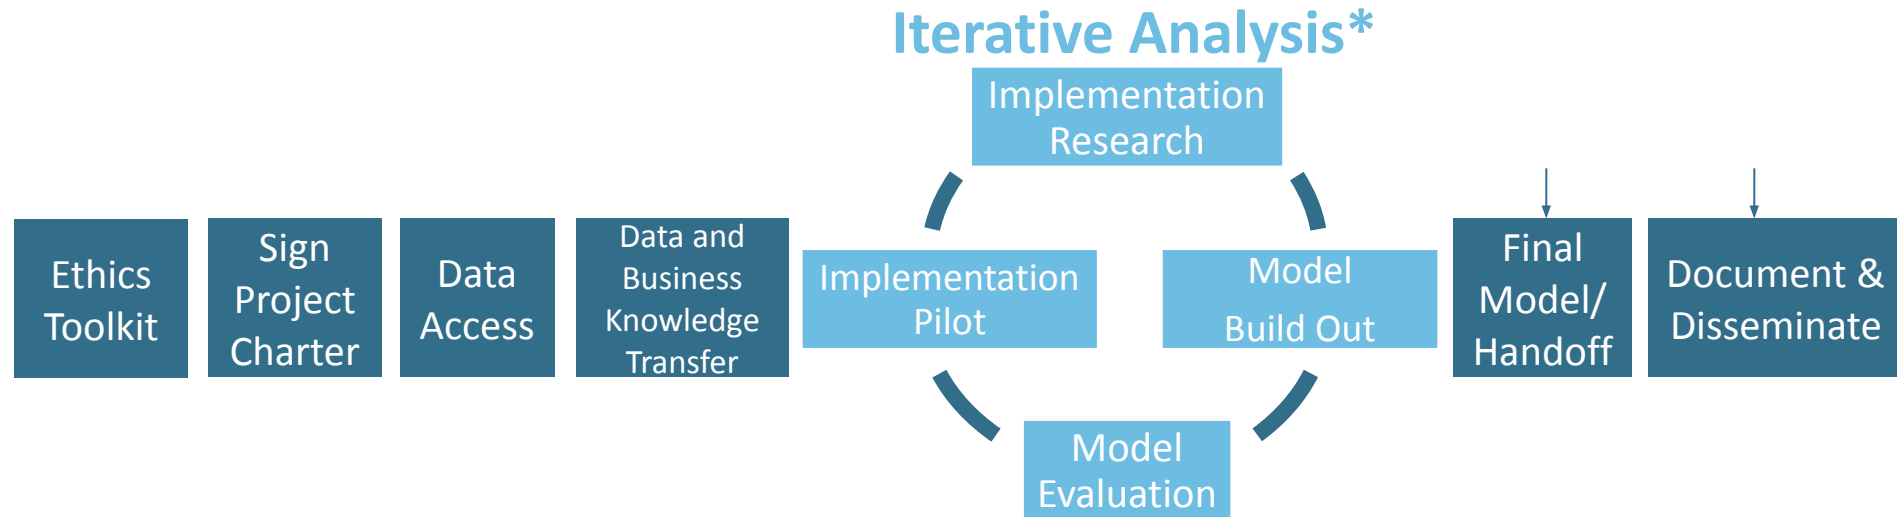 Iterative Analysis*
Implementation
Research
Ethics
Toolkit
Sign
Project
Charter
Data
Access
Data and
Business
Knowledge
Transfer
Implementation
Pilot
Model
Build Out
Model
Evaluation
Final
Model/
Handoff
Document &
Disseminate